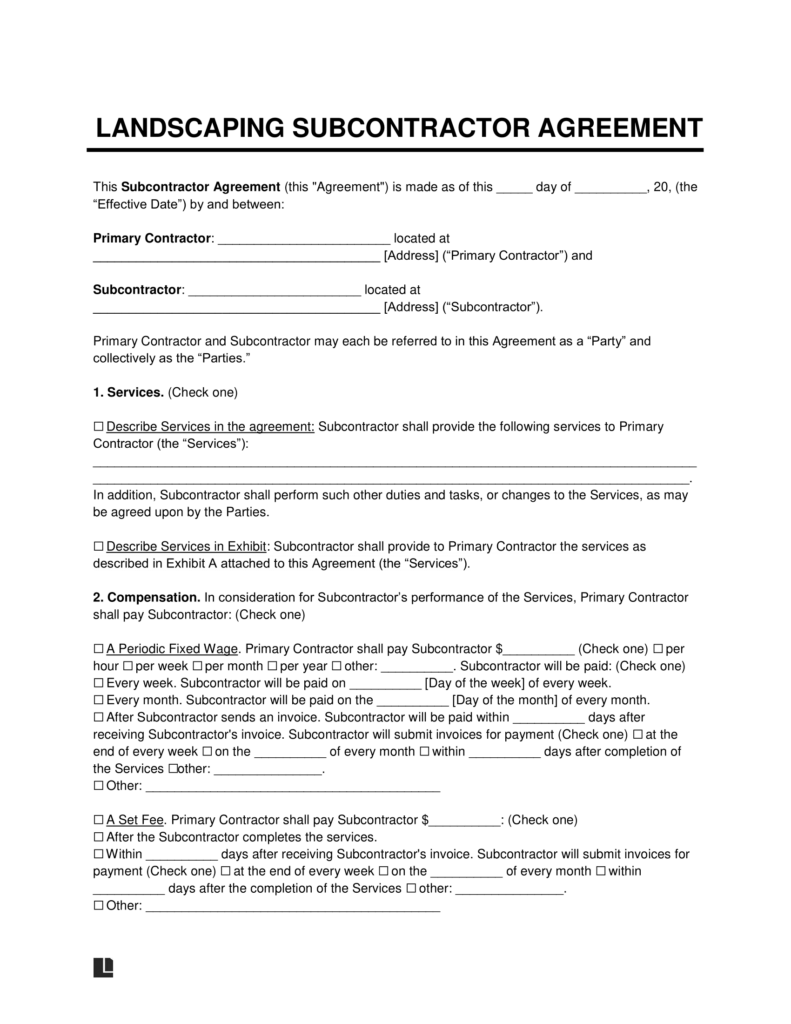 LANDSCAPING SUBCONTRACTOR AGREEMENT
This Subcontractor Agreement (this "Agreement") is made as of this _____ day of __________, 20, (the
“Effective Date”) by and between:
Primary Contractor: ________________________ located at
________________________________________ [Address] (“Primary Contractor”) and
Subcontractor: ________________________ located at
________________________________________ [Address] (“Subcontractor”).
Primary Contractor and Subcontractor may each be referred to in this Agreement as a “Party” and
collectively as the “Parties.”
1. Services. (Check one)
☐ Describe Services in the agreement: Subcontractor shall provide the following services to Primary
Contractor (the “Services”):
____________________________________________________________________________________
___________________________________________________________________________________.
In addition, Subcontractor shall perform such other duties and tasks, or changes to the Services, as may
be agreed upon by the Parties.
☐ Describe Services in Exhibit: Subcontractor shall provide to Primary Contractor the services as
described in Exhibit A attached to this Agreement (the “Services”).
2. Compensation. In consideration for Subcontractor’s performance of the Services, Primary Contractor
shall pay Subcontractor: (Check one)
☐ A Periodic Fixed Wage. Primary Contractor shall pay Subcontractor $__________ (Check one) ☐ per
hour ☐ per week ☐ per month ☐ per year ☐ other: __________. Subcontractor will be paid: (Check one)
☐ Every week. Subcontractor will be paid on __________ [Day of the week] of every week.
☐ Every month. Subcontractor will be paid on the __________ [Day of the month] of every month.
☐ After Subcontractor sends an invoice. Subcontractor will be paid within __________ days after
receiving Subcontractor's invoice. Subcontractor will submit invoices for payment (Check one) ☐ at the
end of every week ☐ on the __________ of every month ☐ within __________ days after completion of
the Services ☐other: _______________.
☐ Other: _________________________________________
☐ A Set Fee. Primary Contractor shall pay Subcontractor $__________: (Check one)
☐ After the Subcontractor completes the services.
☐ Within __________ days after receiving Subcontractor's invoice. Subcontractor will submit invoices for
payment (Check one) ☐ at the end of every week ☐ on the __________ of every month ☐ within
__________ days after the completion of the Services ☐ other: _______________.
☐ Other: _________________________________________